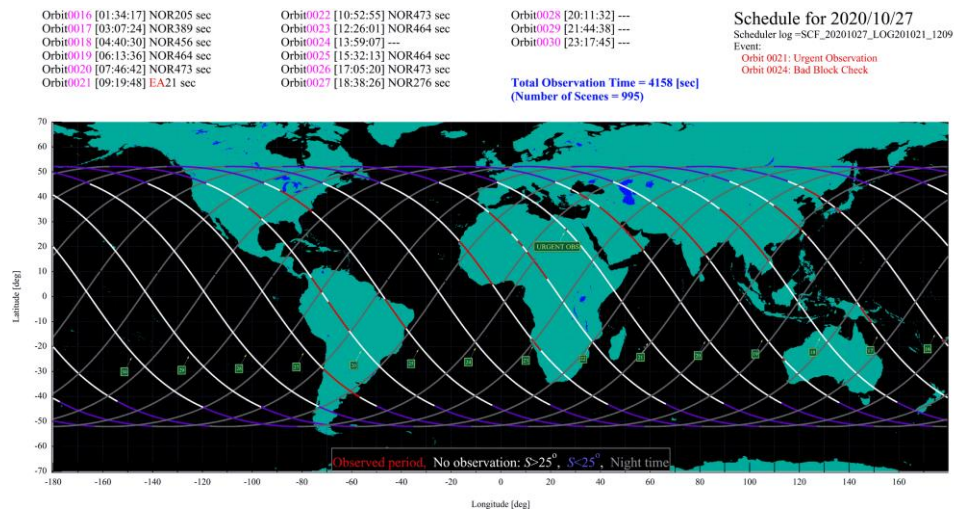 Orbit0016 [01:34:17] NOR205 sec
Orbit0017 [03:07:24] NOR389 sec
Orbit0018 [04:40:30] NOR456 sec
Orbit0019 [06:13:36] NOR464 sec
Orbit0020 [07:46:42] NOR473 sec
Orbit0021 [09:19:48] EA21 sec
Orbit0022 [10:52:55] NOR473 sec
Orbit0023 [12:26:01] NOR464 sec
Orbit0024 [13:59:07] ---
Orbit0025 [15:32:13] NOR464 sec
Orbit0026 [17:05:20] NOR473 sec
Orbit0027 [18:38:26] NOR276 sec
Orbit0028 [20:11:32] ---
Orbit0029 [21:44:38] ---
Orbit0030 [23:17:45] ---
Total Observation Time = 4158 [sec]
(Number of Scenes = 995)
Schedule for 2020/10/27
Scheduler log =SCF_20201027_LOG201021_1209
Event:
Orbit 0021: Urgent Observation
Orbit 0024: Bad Block Check
70
60
50
40
30
20
10
0
-10
-20
-30
-40
-50
-60
-70
Latitude [deg]
URGENT OBS
Observed period, No observation: S>25°, S<25°, Night time
-180 -160 -140 -120 -100 -80 -60 -40 -20 0 20 40 60 80 100 120 140 160
Longitude [deg]